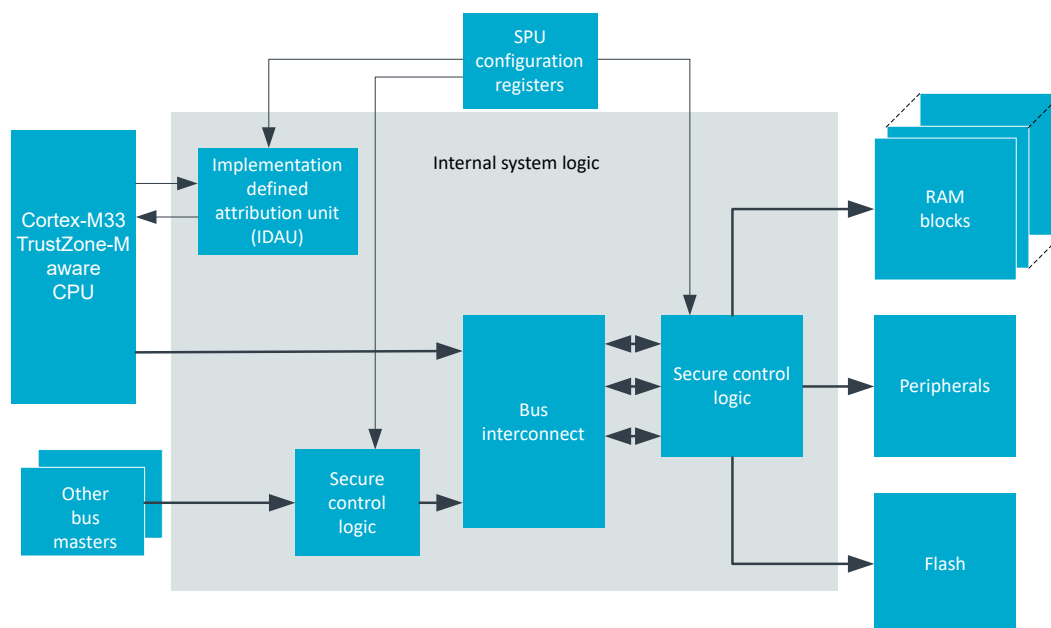 SPU
configuration
registers
Internal system logic
Implementation
defined
attribution unit
(IDAU)
Cortex-M33
TrustZone-M
aware
CPU
RAM
blocks
Bus
interconnect
Secure control
logic
Peripherals
Secure
control
logic
Other
bus
masters
Flash